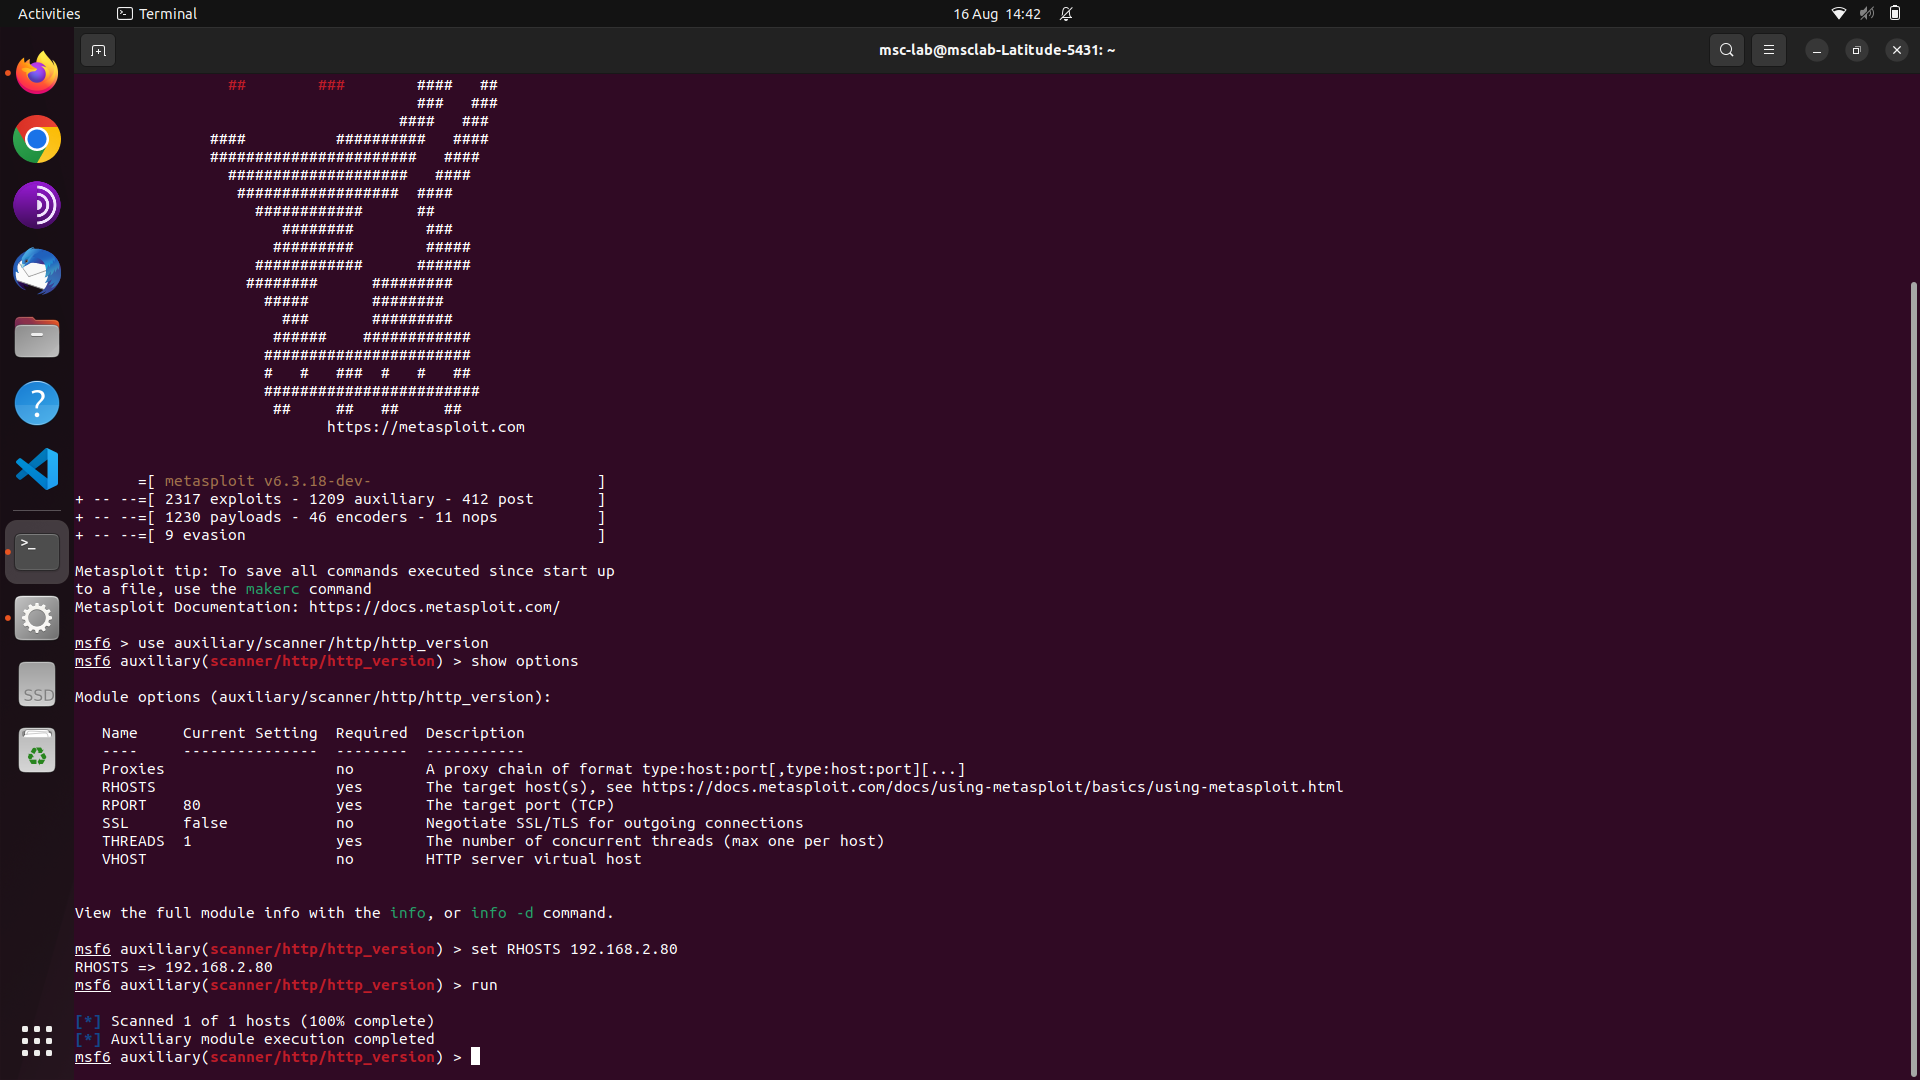 Activities Terminal 16 Aug 14:42
msc-lab@msclab-Latitude-5431: ~
##        ###        ####   ##
###   ###
####   ###
####          ##########   ####
#######################   ####
####################   ####
##################  ####
############      ##
########        ###
#########        #####
############      ######
########      #########
#####       ########
###       #########
######    ############
#######################
#   #   ###  #   #   ##
########################
##     ##   ##     ##
https://metasploit.com
=[ metasploit v6.3.18-dev-                         ]
+ -- --=[ 2317 exploits - 1209 auxiliary - 412 post       ]
+ -- --=[ 1230 payloads - 46 encoders - 11 nops           ]
+ -- --=[ 9 evasion                                       ]
Metasploit tip: To save all commands executed since start up
to a file, use the makerc command
Metasploit Documentation: https://docs.metasploit.com/
msf6 > use auxiliary/scanner/http/http_version
msf6 auxiliary(scanner/http/http_version) > show options
Module options (auxiliary/scanner/http/http_version):
Name     Current Setting  Required  Description
----     ---------------  --------  -----------
Proxies                   no        A proxy chain of format type:host:port[,type:host:port][...]
RHOSTS                    yes       The target host(s), see https://docs.metasploit.com/docs/using-metasploit/basics/using-metasploit.html
RPORT    80               yes       The target port (TCP)
SSL      false            no        Negotiate SSL/TLS for outgoing connections
THREADS  1                yes       The number of concurrent threads (max one per host)
VHOST                     no        HTTP server virtual host
View the full module info with the info, or info -d command.
msf6 auxiliary(scanner/http/http_version) > set RHOSTS 192.168.2.80
RHOSTS => 192.168.2.80
msf6 auxiliary(scanner/http/http_version) > run
[*] Scanned 1 of 1 hosts (100% complete)
[*] Auxiliary module execution completed
msf6 auxiliary(scanner/http/http_version) >
?
>_
SSD